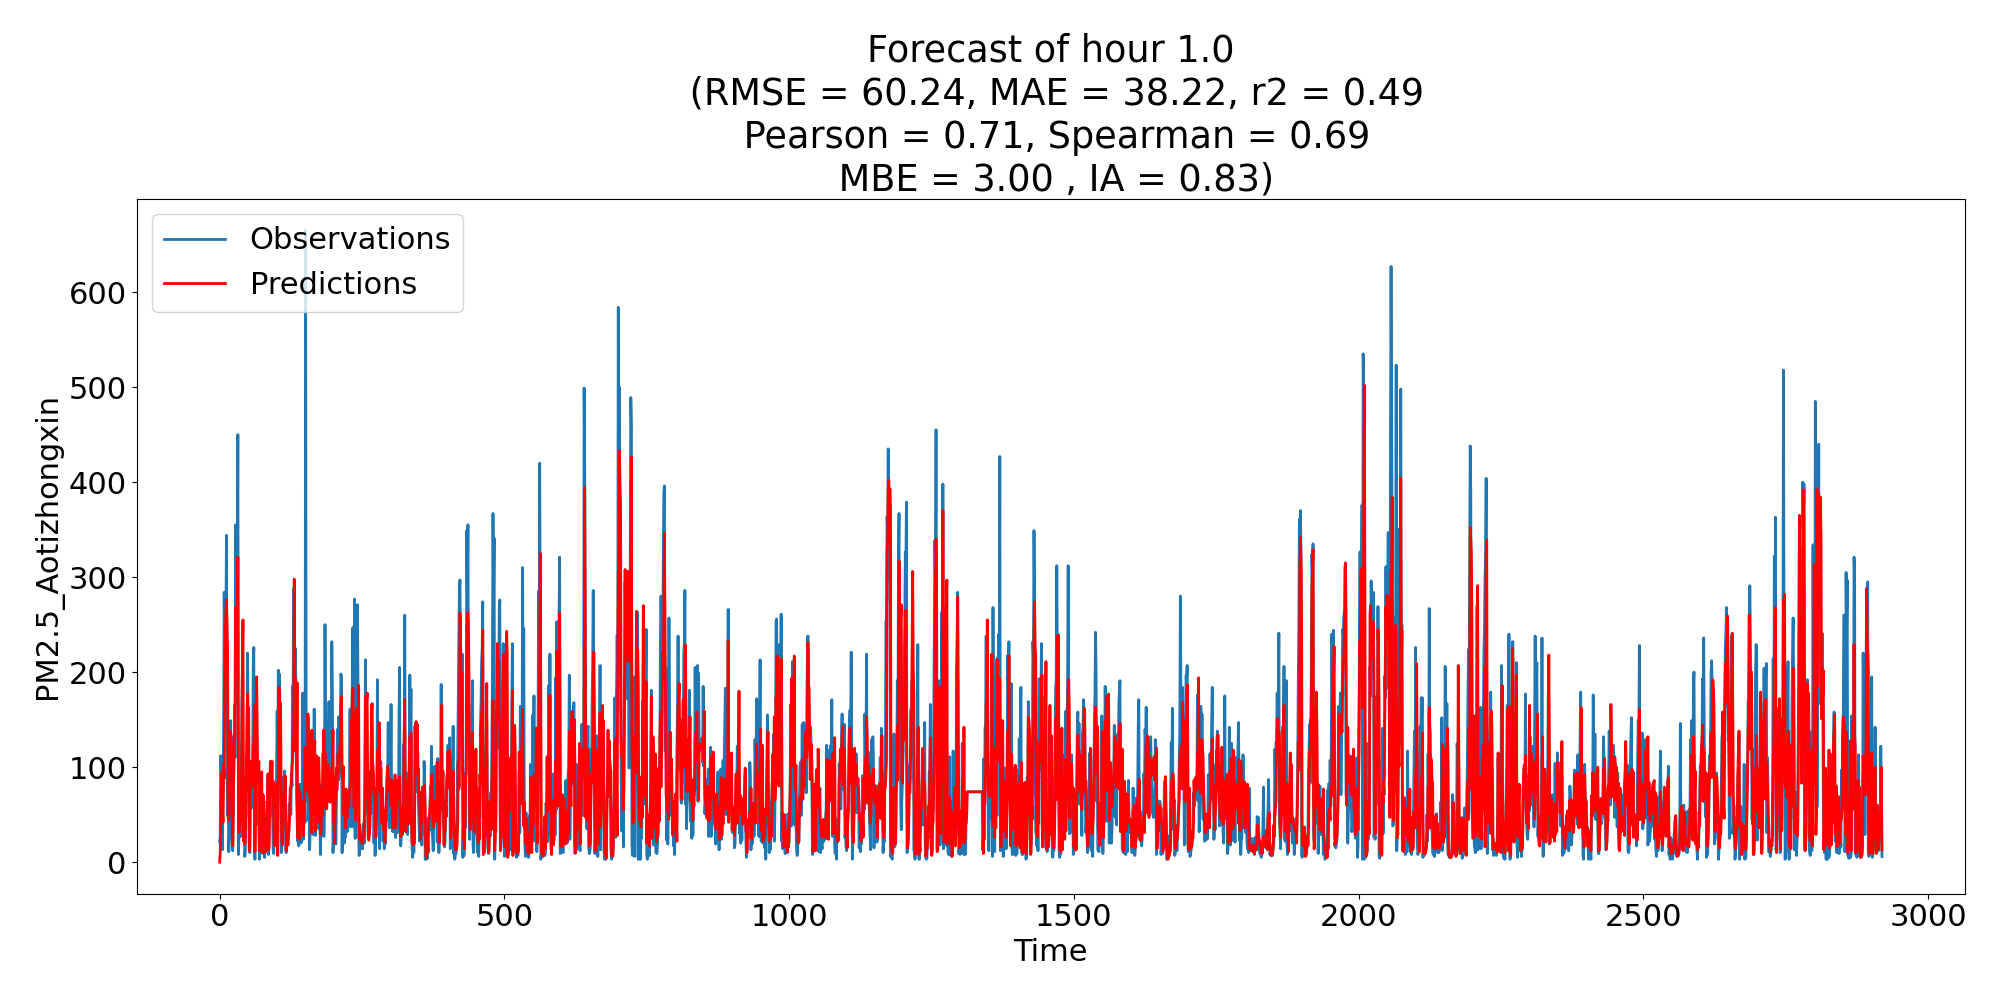 Forecast of hour 1.0
(RMSE = 60.24, MAE = 38.22, r2 = 0.49
Pearson = 0.71, Spearman = 0.69
MBE = 3.00 , IA = 0.83)
Observations
Predictions
PM2.5_Aotizhongxin
600
500
400
300
200
100
0
0 500 1000 1500 2000 2500 3000
Time